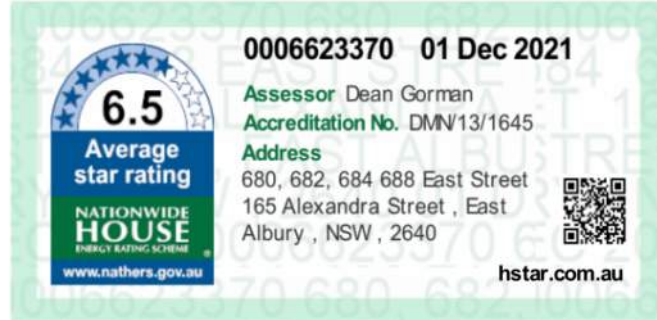 0006623370 01 Dec 2021
6.5
Average
star rating
NATIONWIDE
HOUSE
ENERGY RATING SCHEME
www.nathers.gov.au
Assessor Dean Gorman
Accreditation No. DMN/13/1645
Address
680, 682, 684 688 East Street
165 Alexandra Street , East
Albury , NSW , 2640
hstar.com.au